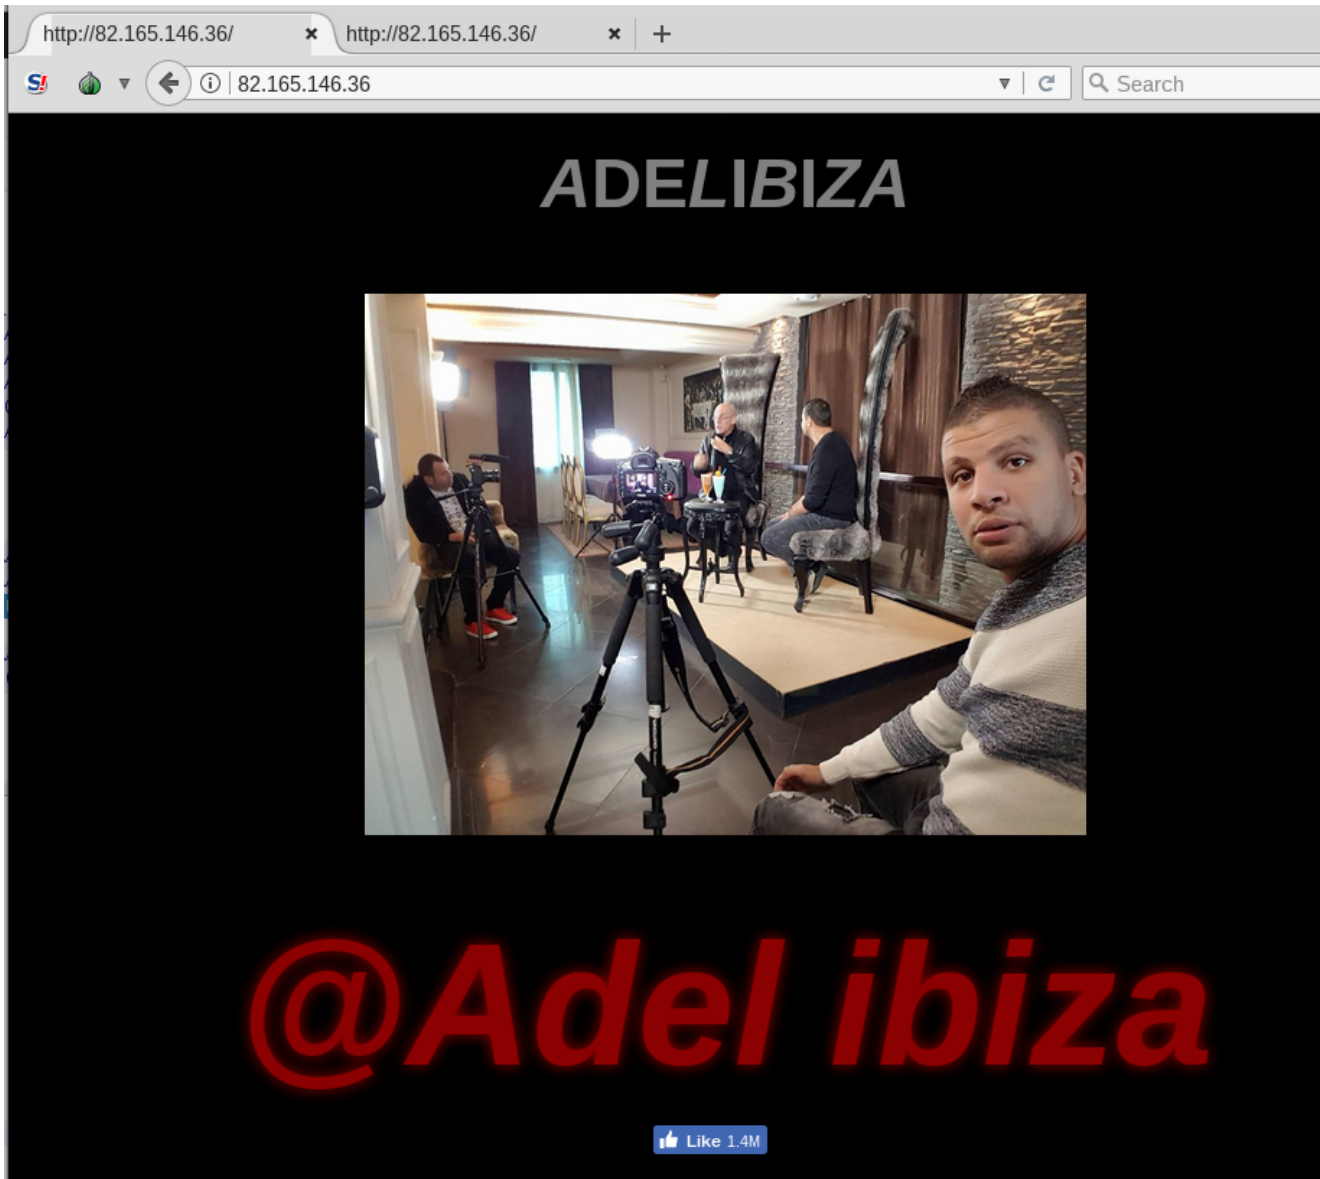 http://82.165.146.36/ http://82.165.146.36/
S! 82.165.146.36 Search
ADELIBIZA
@Adel ibiza
Like 1.4M